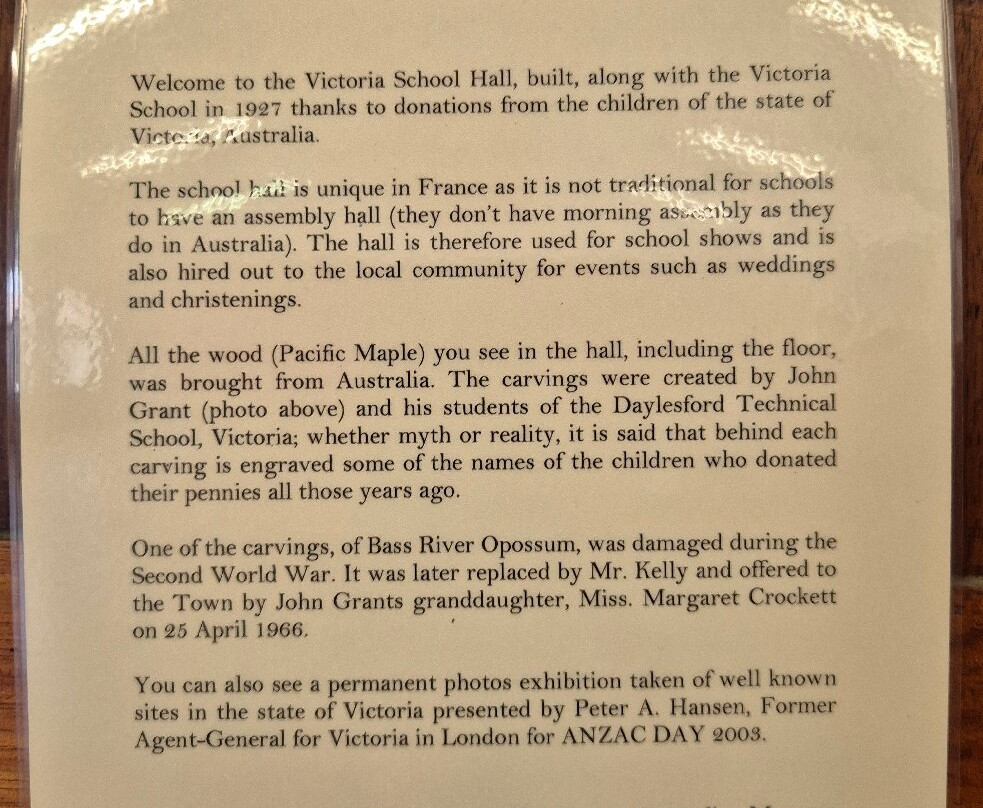 Welcome to the Victoria School Hall, built, along with the Victoria
School in 1927 thanks to donations from the children of the state of
Victoria, Australia.
The school hall is unique in France as it is not traditional for schools
to have an assembly hall (they don't have morning assembly as they
do in Australia). The hall is therefore used for school shows and is
also hired out to the local community for events such as weddings
and christenings.
All the wood (Pacific Maple) you see in the hall, including the floor,
was brought from Australia. The carvings were created by John
Grant (photo above) and his students of the Daylesford Technical
School, Victoria; whether myth or reality, it is said that behind each
carving is engraved some of the names of the children who donated
their pennies all those years ago.
One of the carvings, of Bass River Opossum, was damaged during the
Second World War. It was later replaced by Mr. Kelly and offered to
the Town by John Grants granddaughter, Miss. Margaret Crockett
on 25 April 1966.
You can also see a permanent photos exhibition taken of well known
sites in the state of Victoria presented by Peter A. Hansen, Former
Agent-General for Victoria in London for ANZAC DAY 2003.